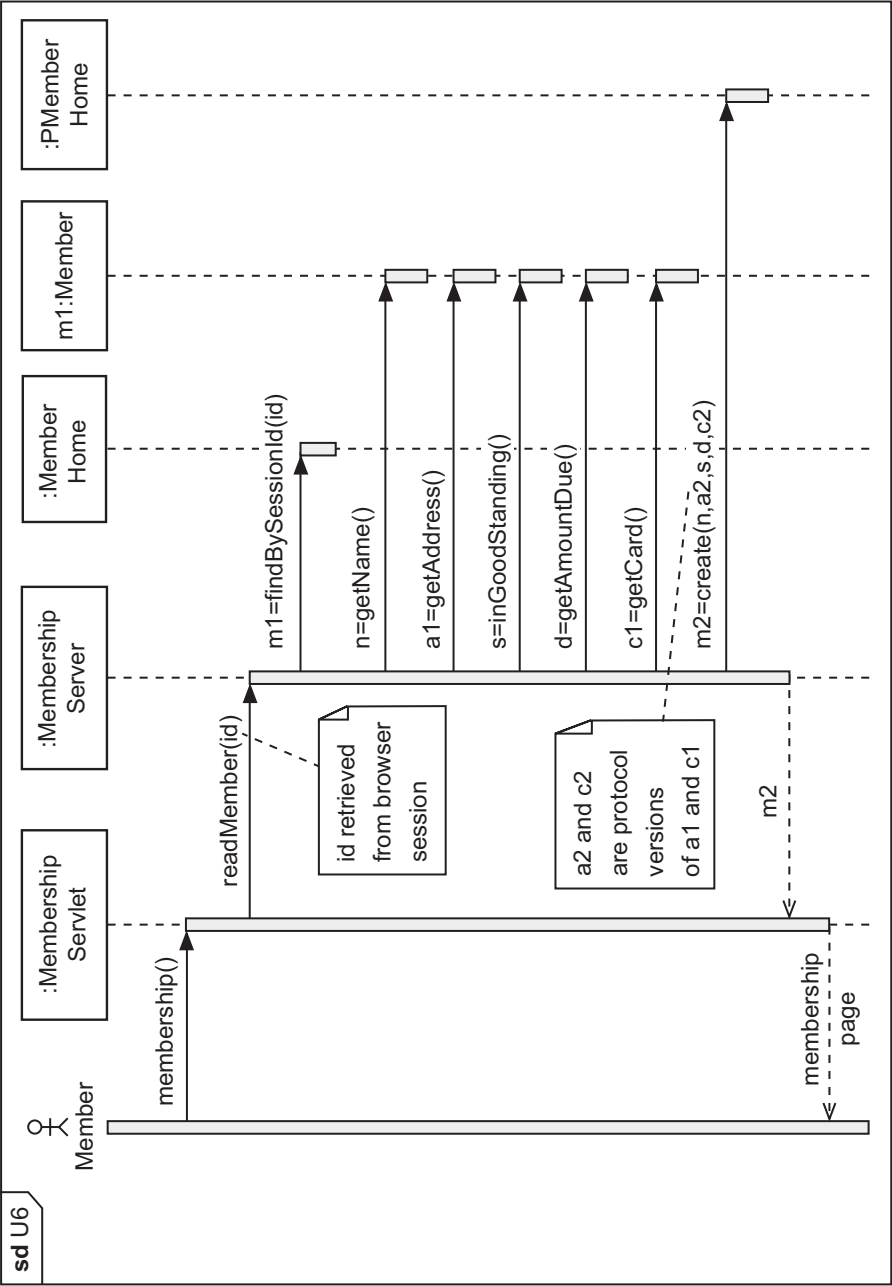 sd U6
Member
:Membership
Servlet
:Membership
Server
:Member
Home
m1:Member
:PMember
Home
membership()
readMember(id)
m1=findBySessionId(id)
id retrieved
from browser
session
n=getName()
a1=getAddress()
s=inGoodStanding()
d=getAmountDue()
c1=getCard()
a2 and c2
are protocol
versions
of a1 and c1
m2=create(n,a2,s,d,c2)
m2
membership
page